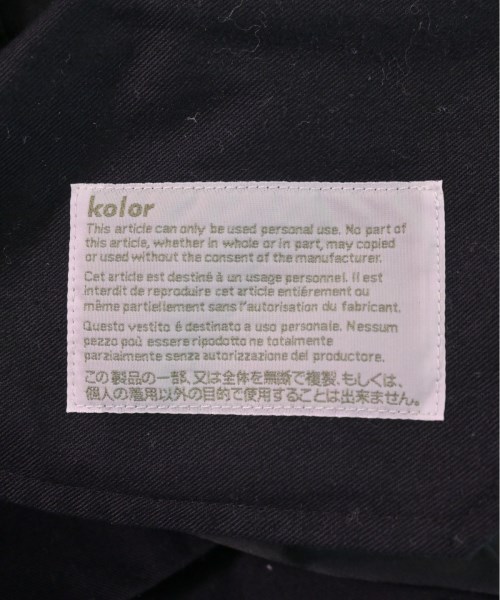 kolor
This article can only be used personal use. No part of
this article, whether in whole or in part, may copied
or used without the consent of the manufacturer.
Cet article est destiné à un usage personnel. Il est
interdit de reproduire cet article entiérement ou
même partiellement sans l'autorisation du fabricant.
Questo vestito é destinato a uso personale. Nessum
pezzo poù essere ripodotto ne totalmente
parziaimente senza autorizzazione del productore.
この製品の一部、又は全体を無断で複製、もしくは、
個人の着用以外の目的で使用することは出来ません。